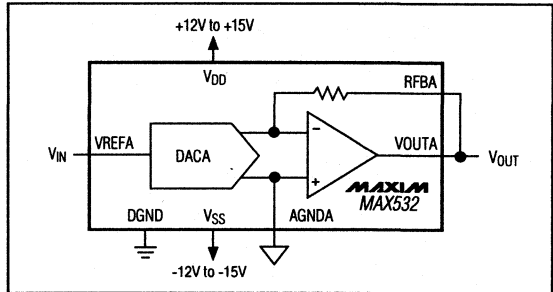 +12V to +15V
VDD
RFBA
VIN
VREFA
DACA
−
+
VOUTA
VOUT
MAXIM
MAX532
DGND
VSS
AGNDA
-12V to -15V